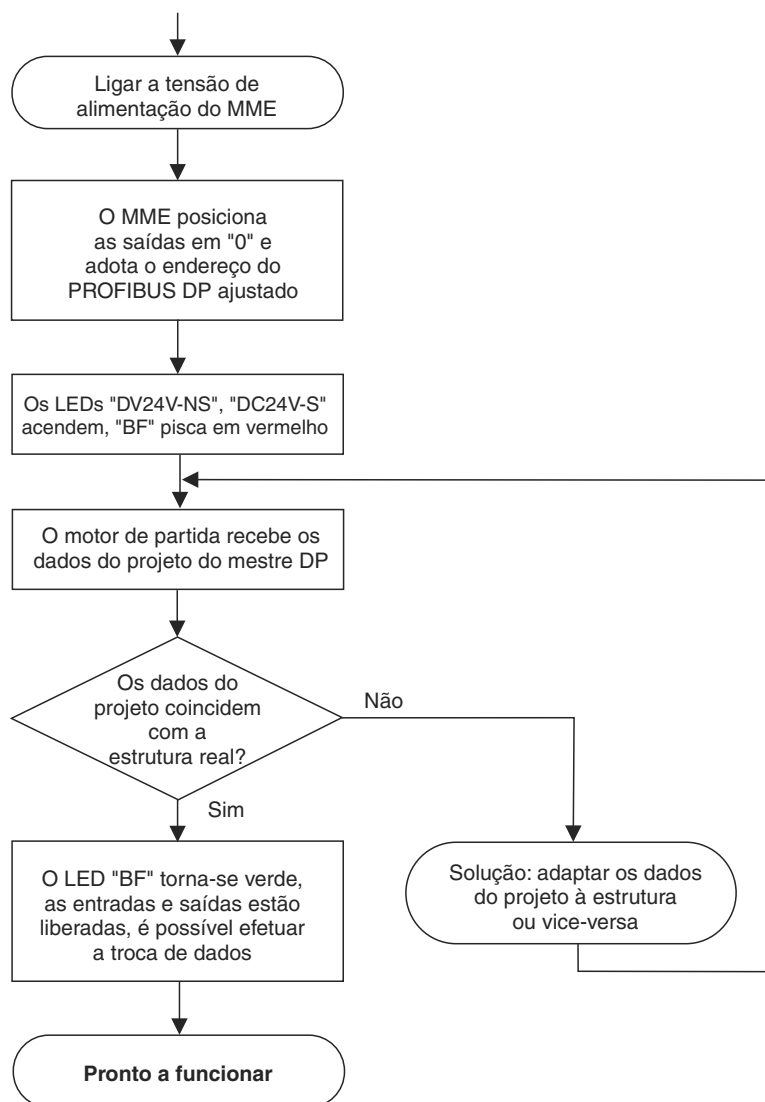 Ligar a tensão de
alimentação do MME
O MME posiciona
as saídas em "0" e
adota o endereço do
PROFIBUS DP ajustado
Os LEDs "DV24V-NS", "DC24V-S"
acendem, "BF" pisca em vermelho
O motor de partida recebe os
dados do projeto do mestre DP
Os dados do
projeto coincidem
com a
estrutura real?
Não
Sim
O LED "BF" torna-se verde,
as entradas e saídas estão
liberadas, é possível efetuar
a troca de dados
Solução: adaptar os dados
do projeto à estrutura
ou vice-versa
Pronto a funcionar